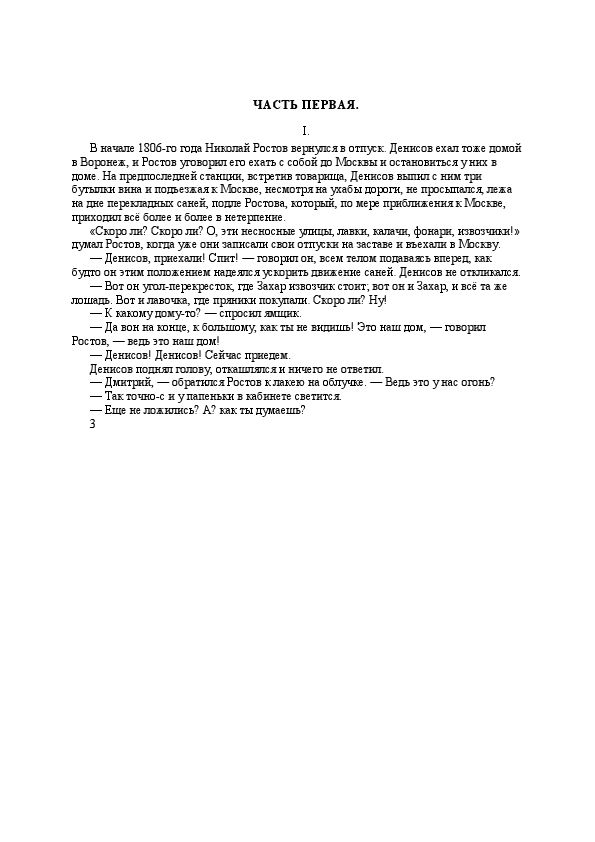 ЧАСТЬ ПЕРВАЯ.
I.
В начале 1806-го года Николай Ростов вернулся в отпуск. Денисов ехал тоже домой
в Воронеж, и Ростов уговорил его ехать с собой до Москвы и остановиться у них в
доме. На предпоследней станции, встретив товарища, Денисов выпил с ним три
бутылки вина и подъезжая к Москве, несмотря на ухабы дороги, не просыпался, лежа
на дне перекладных саней, подле Ростова, который, по мере приближения к Москве,
приходил всё более и более в нетерпение.
«Скоро ли? Скоро ли? О, эти несносные улицы, лавки, калачи, фонари, извозчики!»
думал Ростов, когда уже они записали свои отпуски на заставе и въехали в Москву.
— Денисов, приехали! Спит! — говорил он, всем телом подаваясь вперед, как
будто он этим положением надеялся ускорить движение саней. Денисов не откликался.
— Вот он угол-перекресток, где Захар извозчик стоит; вот он и Захар, и всё та же
лошадь. Вот и лавочка, где пряники покупали. Скоро ли? Ну!
— К какому дому-то? — спросил ямщик.
— Да вон на конце, к большому, как ты не видишь! Это наш дом, — говорил
Ростов, — ведь это наш дом!
— Денисов! Денисов! Сейчас приедем.
Денисов поднял голову, откашлялся и ничего не ответил.
— Дмитрий, — обратился Ростов к лакею на облучке. — Ведь это у нас огонь?
— Так точно-с и у папеньки в кабинете светится.
— Еще не ложились? А? как ты думаешь?
3